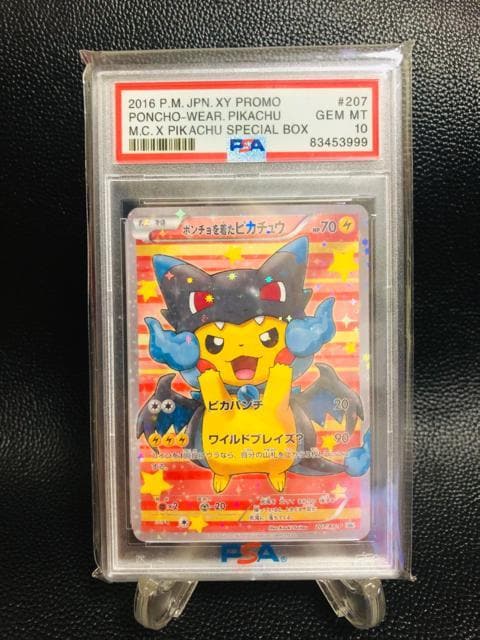 2016 P.M. JPN. XY PROMO #207
PONCHO-WEAR. PIKACHU GEM MT
M.C. X PIKACHU SPECIAL BOX 10
PSA 83453999
ポンチョを着たピカチュウ HP70
ピカパンチ 20
ワイルドブレイズ? 90
×2 -20
PSA